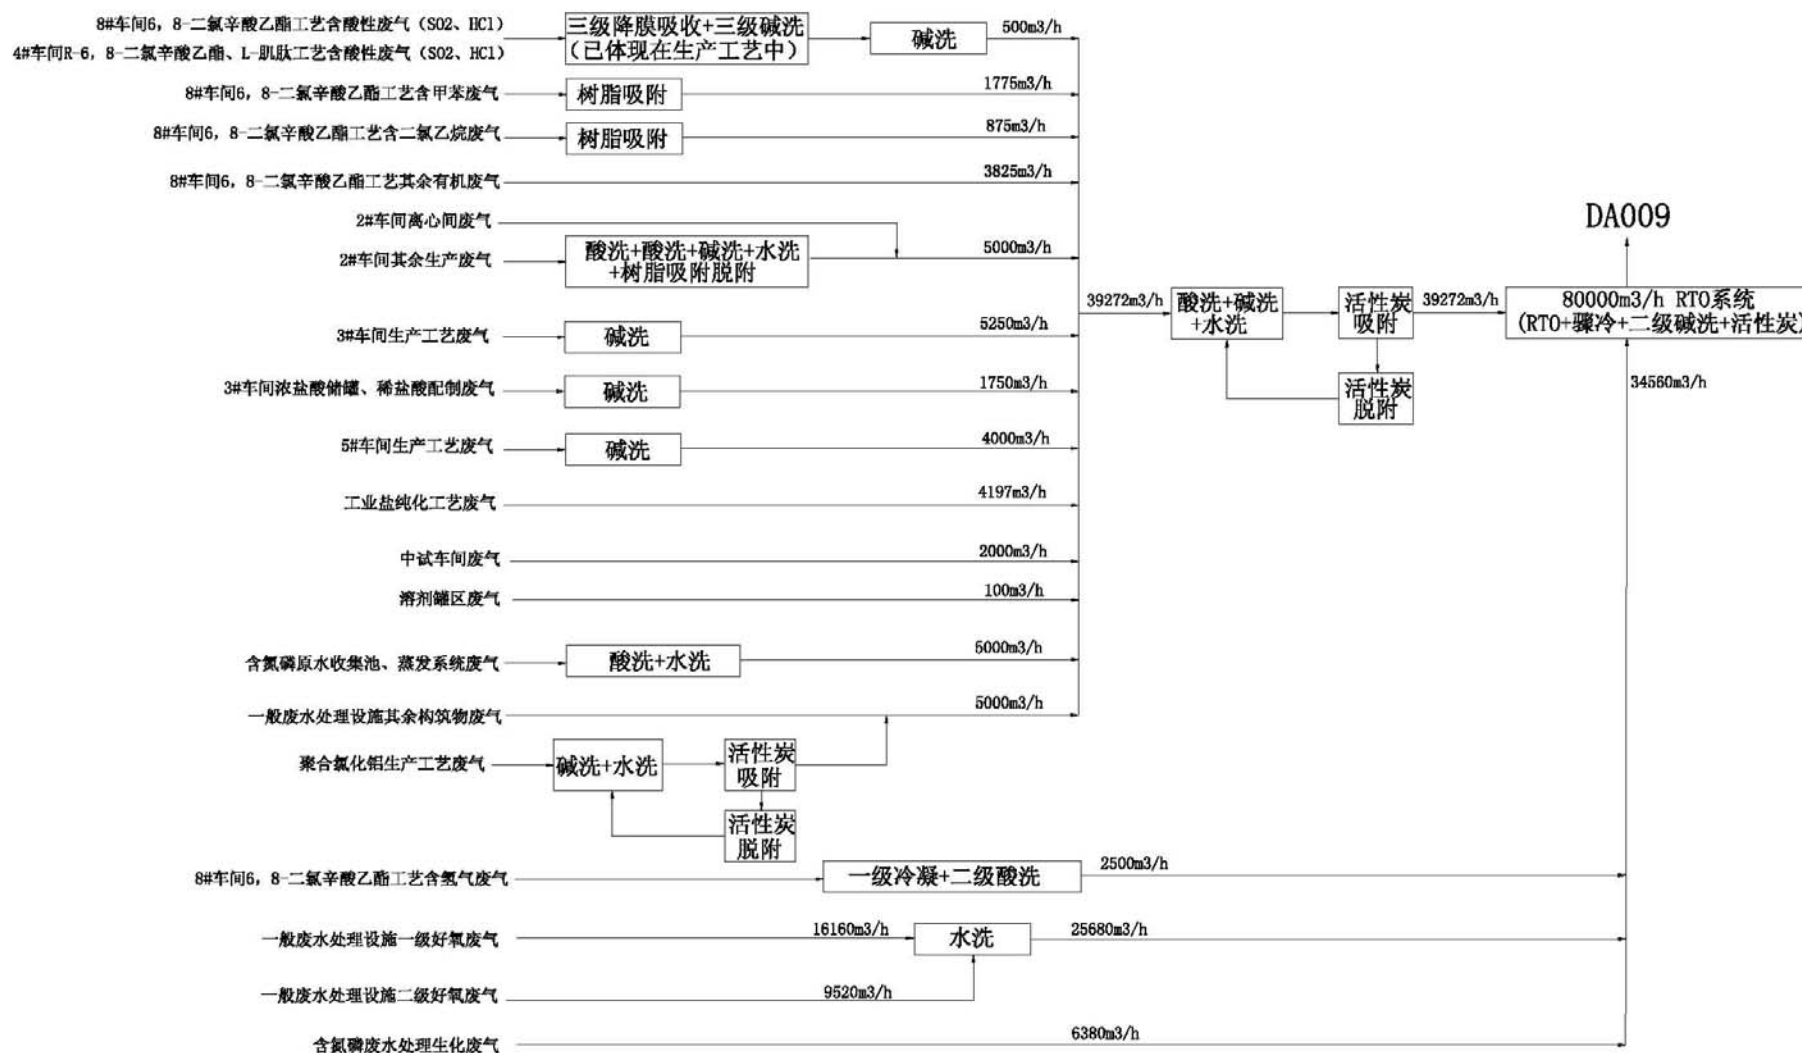 8#车间6，8-二氯辛酸乙酯工艺含酸性废气（SO2、HCl）
4#车间R-6，8-二氯辛酸乙酯、L-肌肽工艺含酸性废气（SO2、HCl）
三级降膜吸收+三级碱洗
（已体现在生产工艺中）
碱洗
500m3/h
8#车间6，8-二氯辛酸乙酯工艺含甲苯废气
树脂吸附
1775m3/h
8#车间6，8-二氯辛酸乙酯工艺含二氯乙烷废气
树脂吸附
875m3/h
8#车间6，8-二氯辛酸乙酯工艺其余有机废气
3825m3/h
2#车间离心间废气
2#车间其余生产废气
酸洗+酸洗+碱洗+水洗
+树脂吸附脱附
5000m3/h
3#车间生产工艺废气
碱洗
5250m3/h
3#车间浓盐酸储罐、稀盐酸配制废气
碱洗
1750m3/h
5#车间生产工艺废气
碱洗
4000m3/h
工业盐纯化工艺废气
4197m3/h
中试车间废气
2000m3/h
溶剂罐区废气
100m3/h
含氮磷原水收集池、蒸发系统废气
酸洗+水洗
5000m3/h
一般废水处理设施其余构筑物废气
5000m3/h
聚合氯化铝生产工艺废气
碱洗+水洗
活性炭
吸附
活性炭
脱附
39272m3/h
酸洗+碱洗
+水洗
活性炭
吸附
活性炭
脱附
39272m3/h
DA009
80000m3/h RTO系统
(RTO+骤冷+二级碱洗+活性炭)
34560m3/h
8#车间6，8-二氯辛酸乙酯工艺含氢气废气
一级冷凝+二级酸洗
2500m3/h
一般废水处理设施一级好氧废气
16160m3/h
水洗
25680m3/h
一般废水处理设施二级好氧废气
9520m3/h
含氮磷废水处理生化废气
6380m3/h